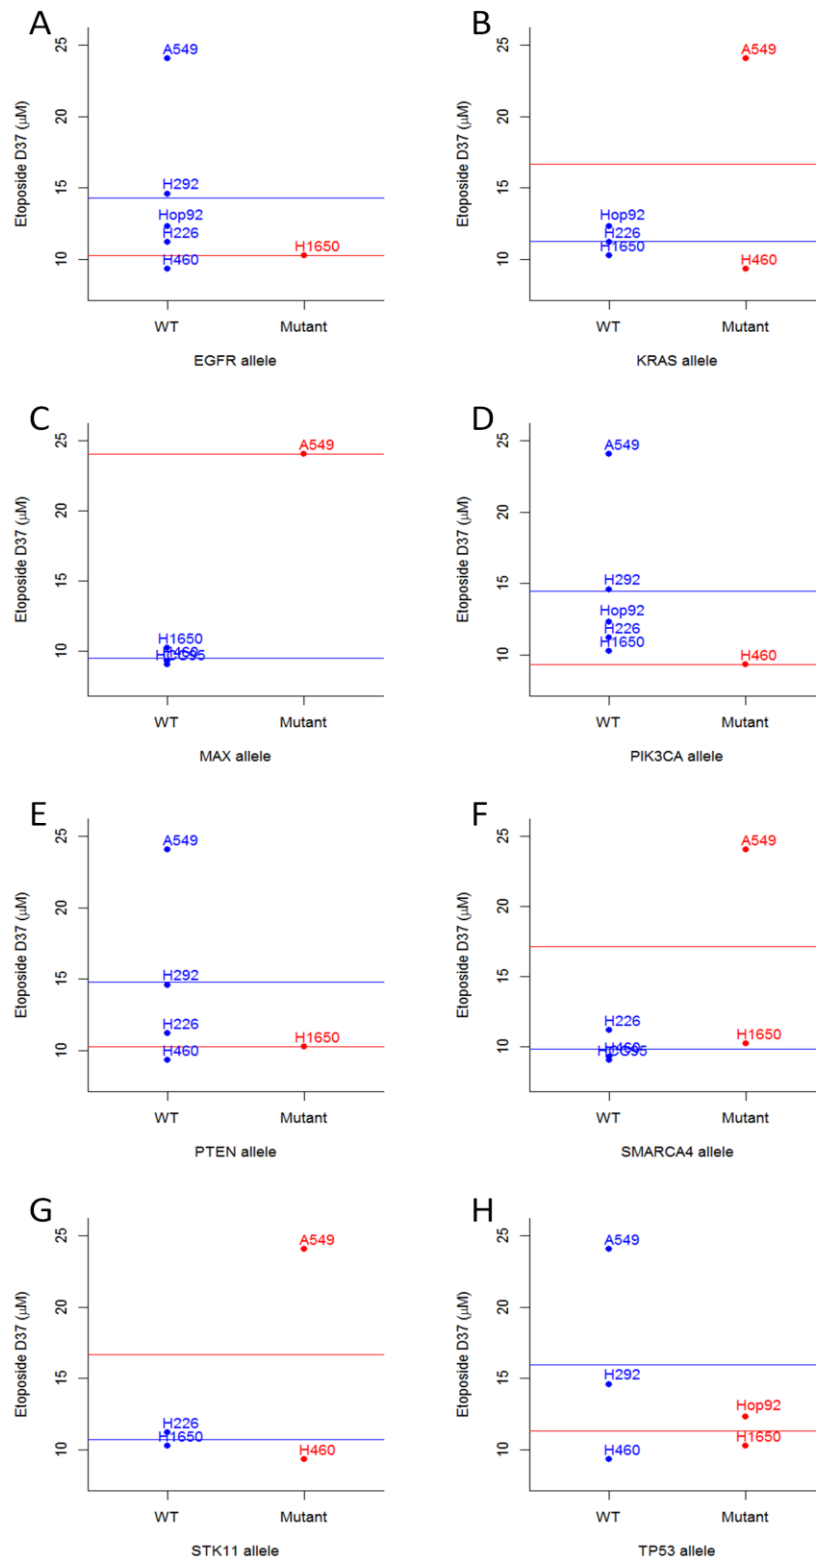 A
Etoposide D37 (μM)
25
20
15
10
A549
H292
Hop92
H226
H460
H1650
WT
Mutant
EGFR allele
B
Etoposide D37 (μM)
25
20
15
10
A549
Hop92
H226
H1650
H460
WT
Mutant
KRAS allele
C
Etoposide D37 (μM)
25
20
15
10
A549
H1650
H460
HCC95
WT
Mutant
MAX allele
D
Etoposide D37 (μM)
25
20
15
10
A549
H292
Hop92
H226
H1650
H460
WT
Mutant
PIK3CA allele
E
Etoposide D37 (μM)
25
20
15
10
A549
H292
H226
H460
H1650
WT
Mutant
PTEN allele
F
Etoposide D37 (μM)
25
20
15
10
A549
H226
H460
HCC95
H1650
WT
Mutant
SMARCA4 allele
G
Etoposide D37 (μM)
25
20
15
10
A549
H226
H1650
H460
WT
Mutant
STK11 allele
H
Etoposide D37 (μM)
25
20
15
10
A549
H292
Hop92
H1650
H460
WT
Mutant
TP53 allele